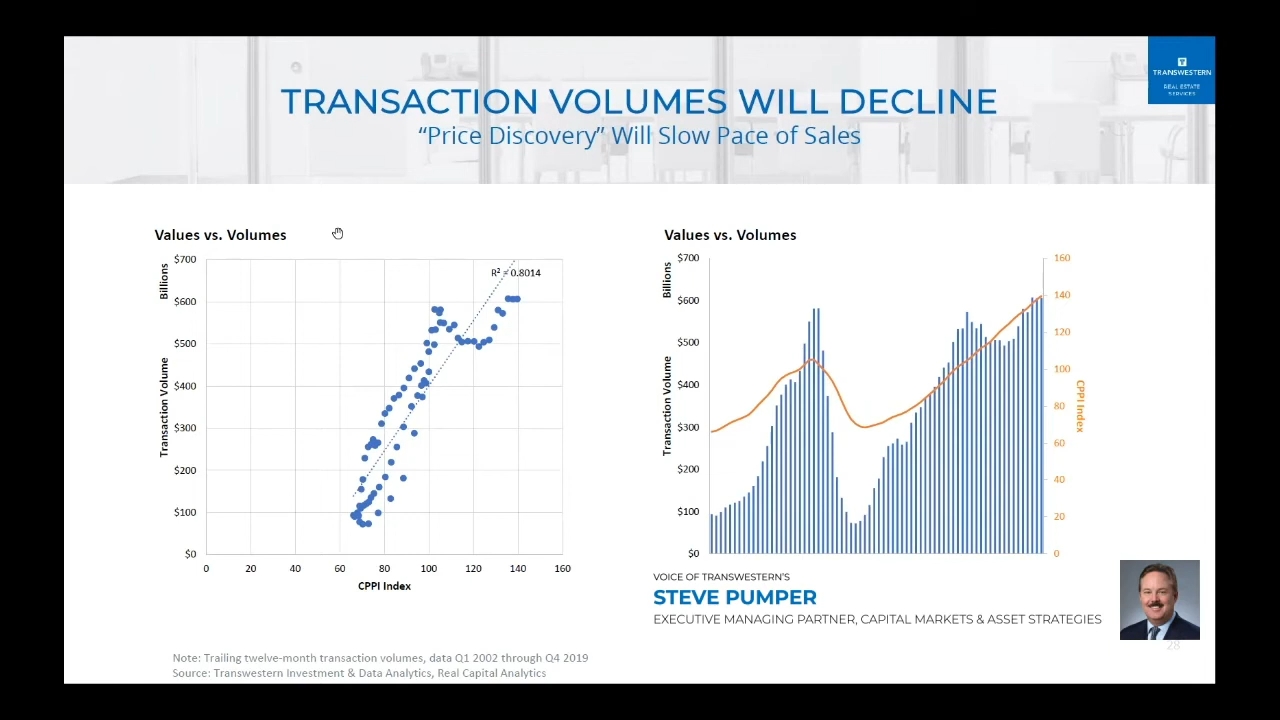 TRANSWESTERN
REAL ESTATE
SERVICES
TRANSACTION VOLUMES WILL DECLINE
“Price Discovery” Will Slow Pace of Sales
Values vs. Volumes
Billions
Transaction Volume
$700
$600
$500
$400
$300
$200
$100
$0
R² = 0.8014
0 20 40 60 80 100 120 140 160
CPPI Index
Values vs. Volumes
Billions
Transaction Volume
$700
$600
$500
$400
$300
$200
$100
$0
160
140
120
100
80
60
40
20
0
CPPI Index
VOICE OF TRANSWESTERN'S
STEVE PUMPER
EXECUTIVE MANAGING PARTNER, CAPITAL MARKETS & ASSET STRATEGIES
28
Note: Trailing twelve-month transaction volumes, data Q1 2002 through Q4 2019
Source: Transwestern Investment & Data Analytics, Real Capital Analytics